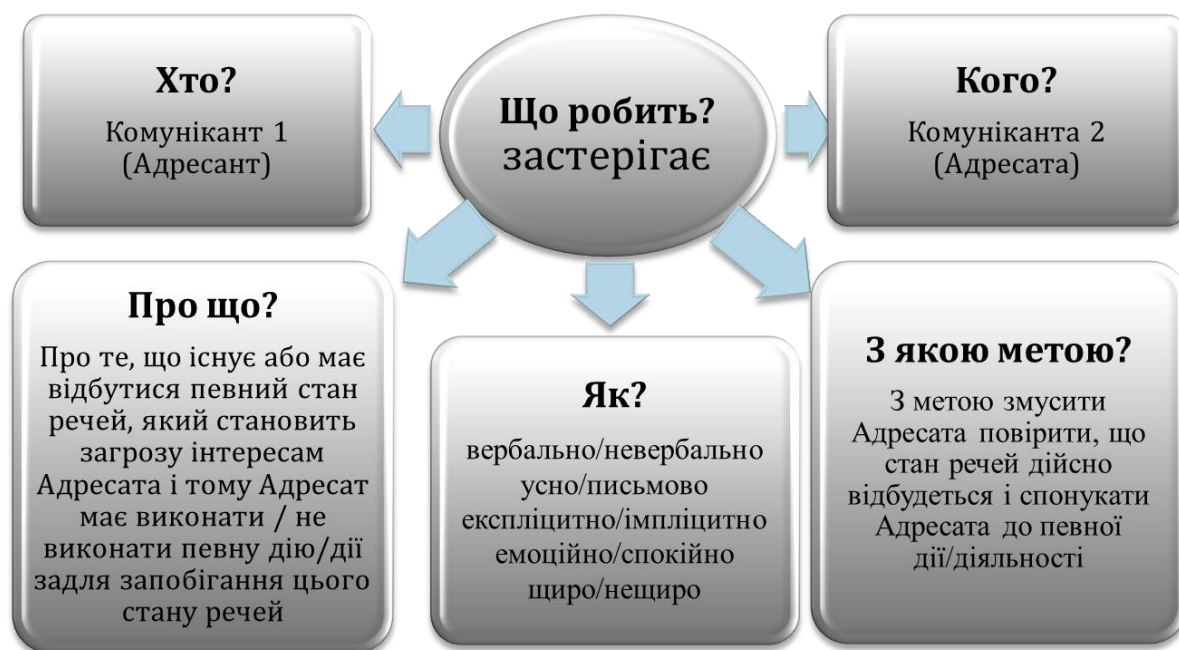 Хто?
Комунікант 1
(Адресант)
Що робить?
застерігає
Кого?
Комуніканта 2
(Адресата)
Про що?
Про те, що існує або має
відбутися певний стан
речей, який становить
загрозу інтересам
Адресата і тому Адресат
має виконати / не
виконати певну дію/дії
задля запобігання цього
стану речей
Як?
вербально/невербально
усно/письмово
експліцитно/імпліцитно
емоційно/спокійно
щиро/нещиро
З якою метою?
З метою змусити
Адресата повірити, що
стан речей дійсно
відбудеться і спонукати
Адресата до певної
дії/діяльності